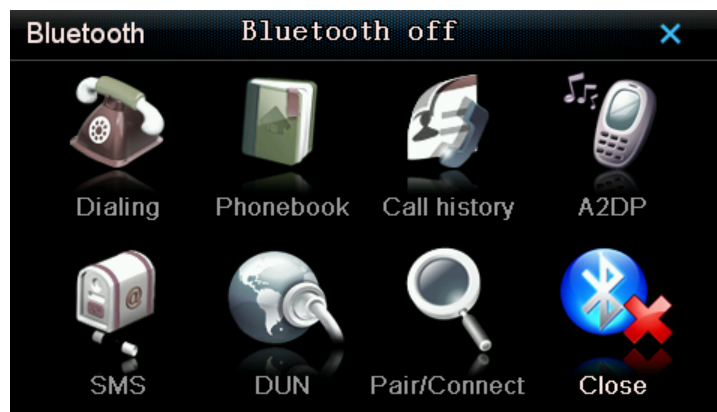 Bluetooth Bluetooth off
Dialing Phonebook Call history A2DP
SMS DUN Pair/Connect Close